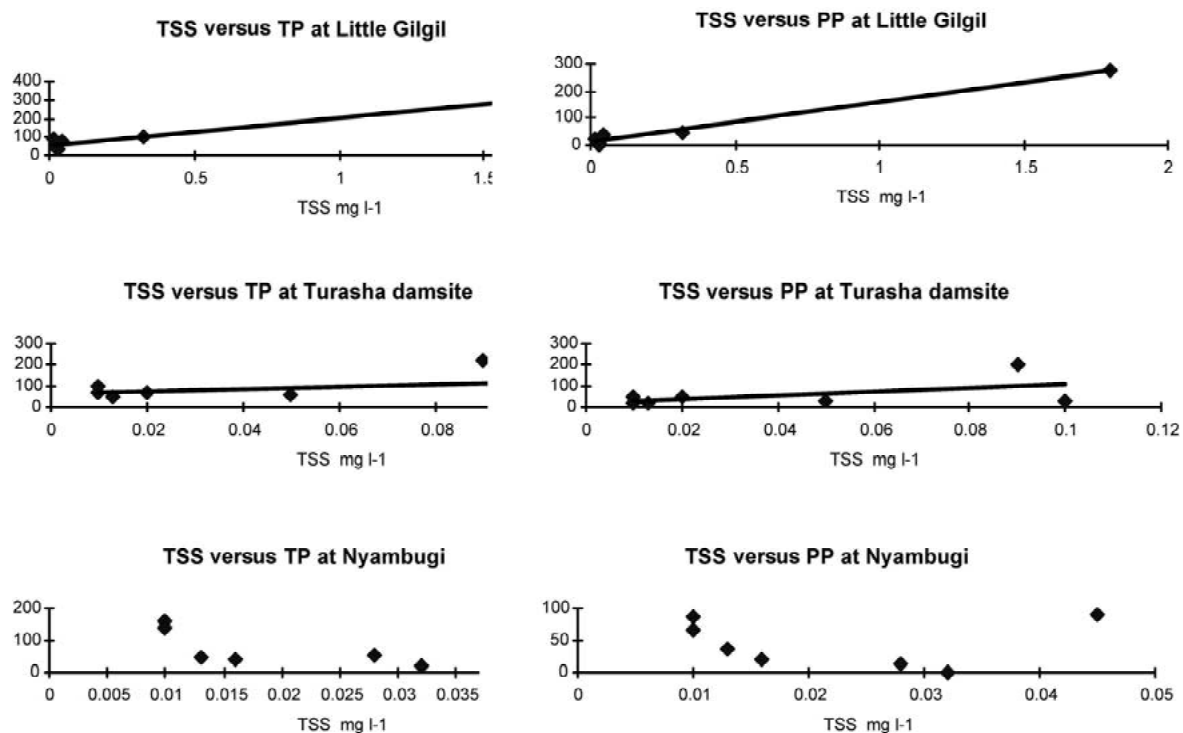 TSS versus TP at Little Gilgil
400
300
200
100
0
0 0.5 1 1.5
TSS mg l-1
TSS versus PP at Little Gilgil
300
200
100
0
0 0.5 1 1.5 2
TSS mg l-1
TSS versus TP at Turasha damsite
300
200
100
0
0 0.02 0.04 0.06 0.08
TSS mg l-1
TSS versus PP at Turasha damsite
300
200
100
0
0 0.02 0.04 0.06 0.08 0.1 0.12
TSS mg l-1
TSS versus TP at Nyambugi
200
100
0
0 0.005 0.01 0.015 0.02 0.025 0.03 0.035
TSS mg l-1
TSS versus PP at Nyambugi
100
50
0
0 0.01 0.02 0.03 0.04 0.05
TSS mg l-1